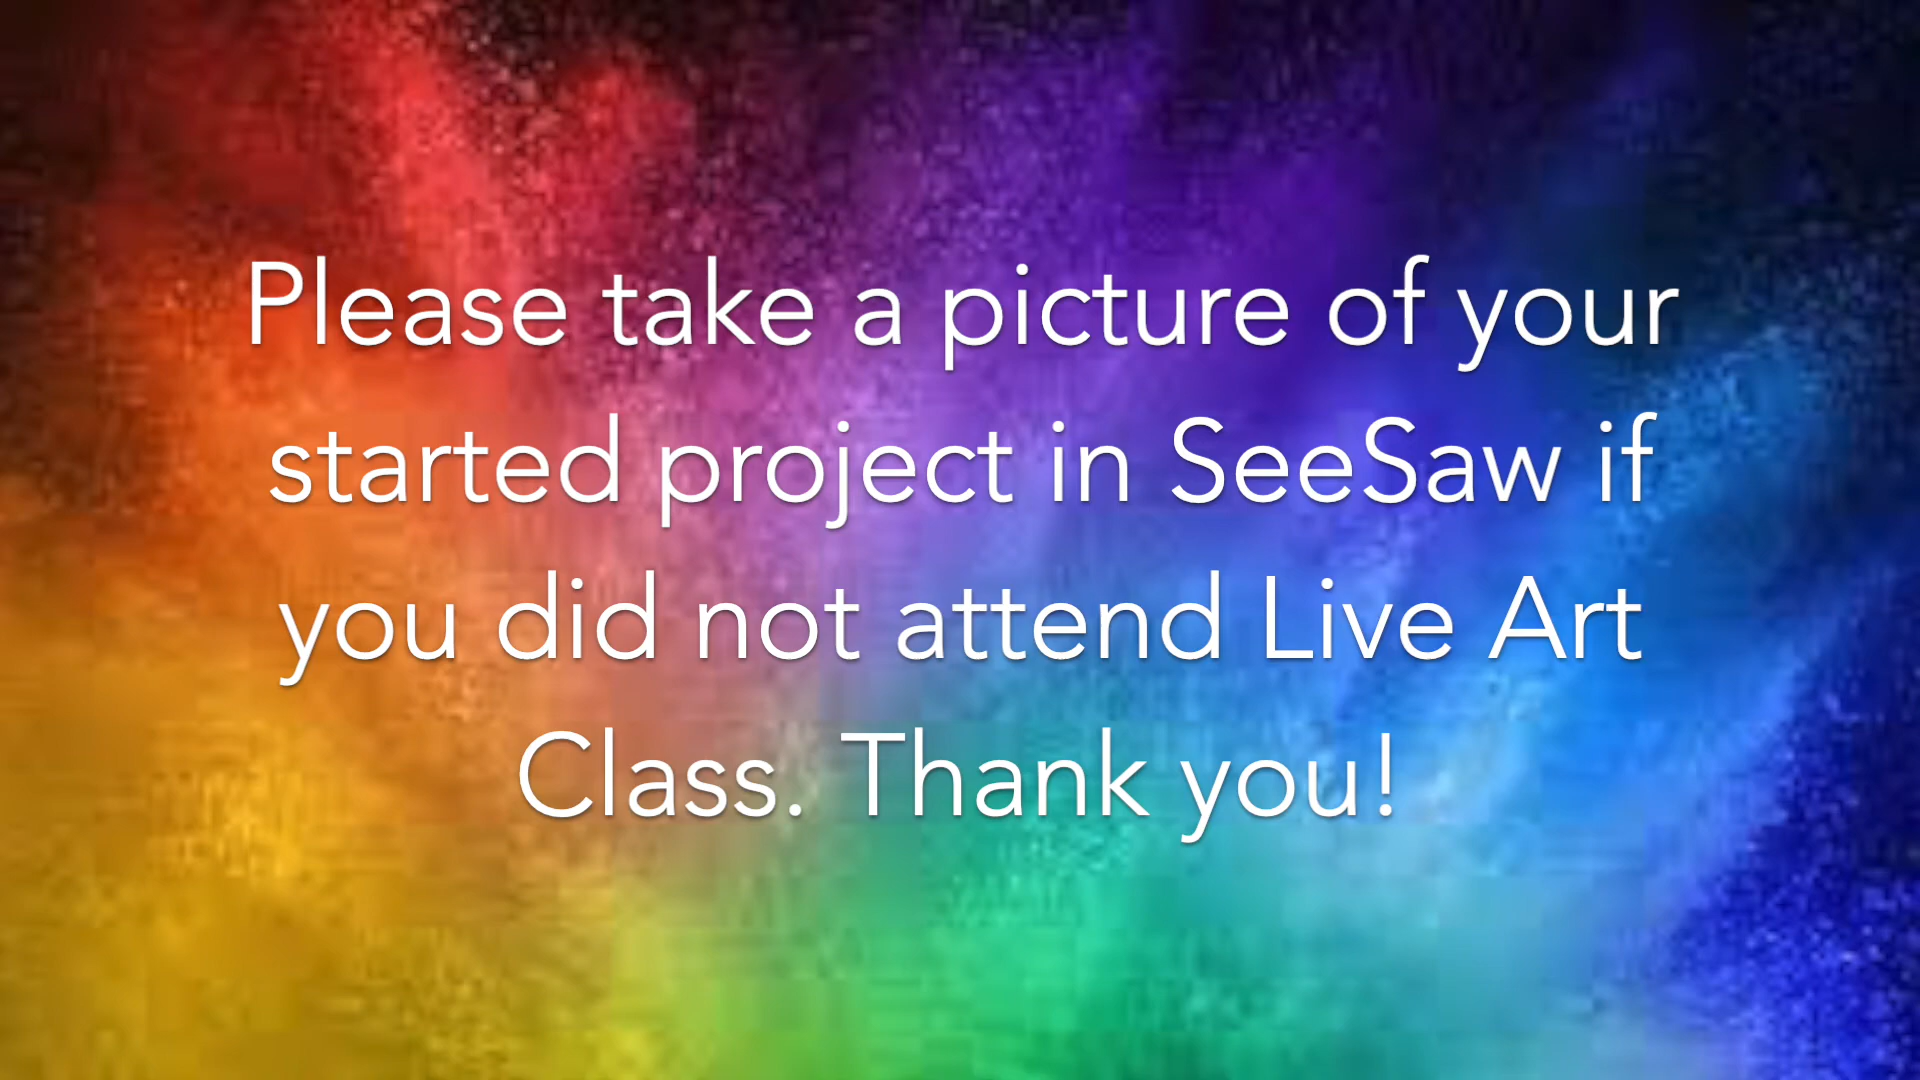 Please take a picture of your
started project in SeeSaw if
you did not attend Live Art
Class. Thank you!